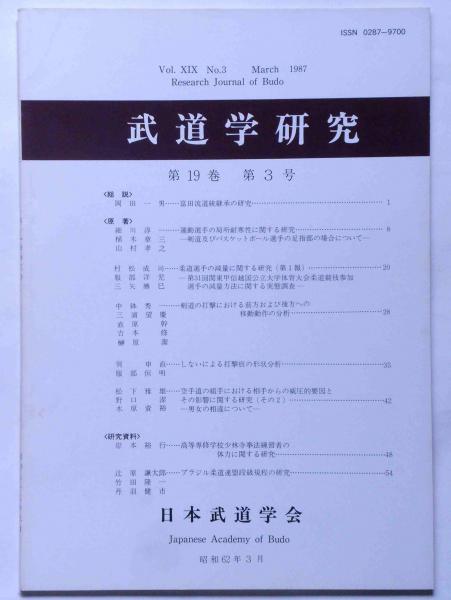 ISSN 0287-9700
Vol. XIX No.3 March 1987
Research Journal of Budo
武道学研究
第19巻 第3号
〈総説〉
岡田一男……富田流道統継承の研究……1
〈原著〉
細川淳一……運動選手の局所耐寒性に関する研究……8
植木章三 ―剣道及びバスケットボール選手の足指部の場合について―
山村孝之
村松成司……柔道選手の減量に関する研究（第1報）……20
服部洋児 ―第31回関東甲信越国公立大学体育大会柔道競技参加
三矢勝巳 選手の減量方法に関する実態調査―
中鉢秀一……剣道の打撃における前方および後方への
三浦望慶 移動動作の分析……28
直原幹
吉本修
榊原潔
羽申直……しないによる打撃痕の形状分析……35
服部恒明
松下雅雄……空手道の組手における相手からの威圧的要因と
野口潔 その影響に関する研究（その2）……42
木原資裕 ―男女の相違について―
〈研究資料〉
岸本裕行……高等専修学校少林寺拳法練習者の
体力に関する研究……48
辻原謙太郎……ブラジル柔道連盟段級規程の研究……54
竹田隆一
丹羽健市
日本武道学会
Japanese Academy of Budo
昭和62年3月